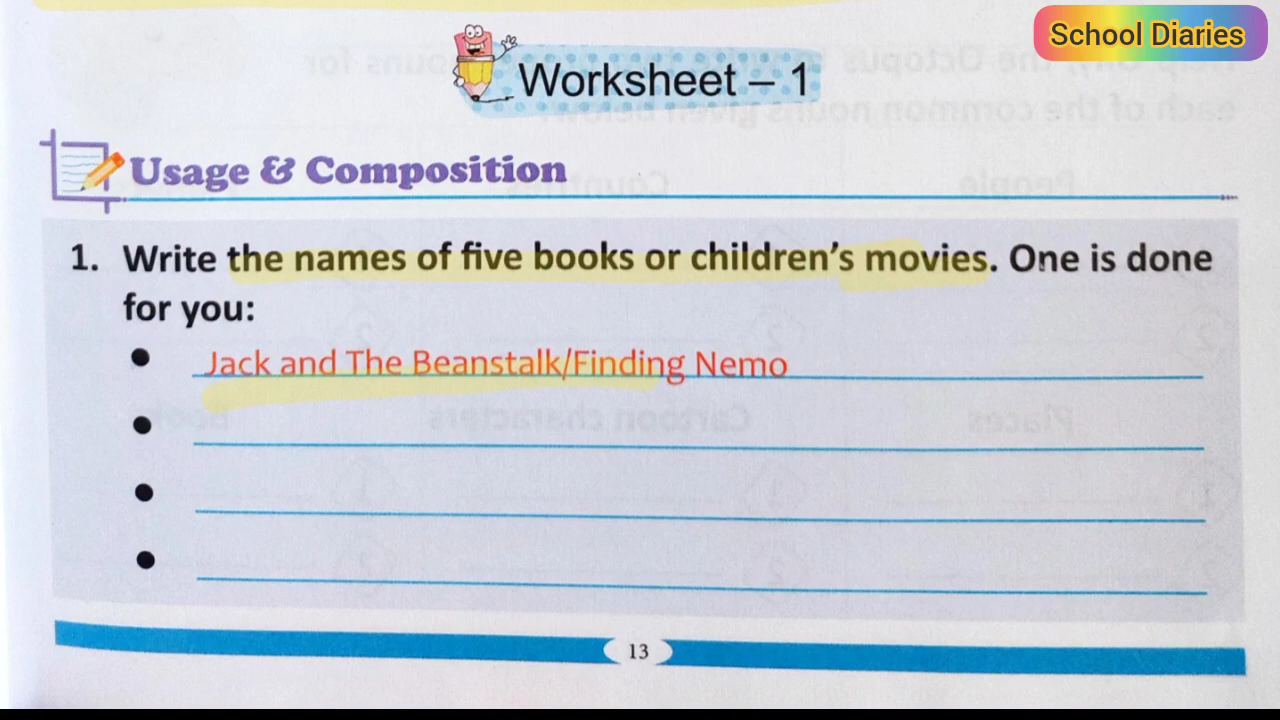 School Diaries
Worksheet – 1
Usage & Composition
1. Write the names of five books or children's movies. One is done
for you:
● Jack and The Beanstalk/Finding Nemo
●
●
●
13